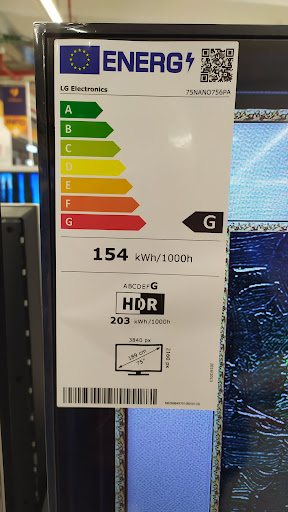 ENERG
LG Electronics
75NANO756PA
A
B
C
D
E
F
G
G
154 kWh/1000h
ABCDEFG
HDR
203 kWh/1000h
3840 px
2160 px
189 cm
75"